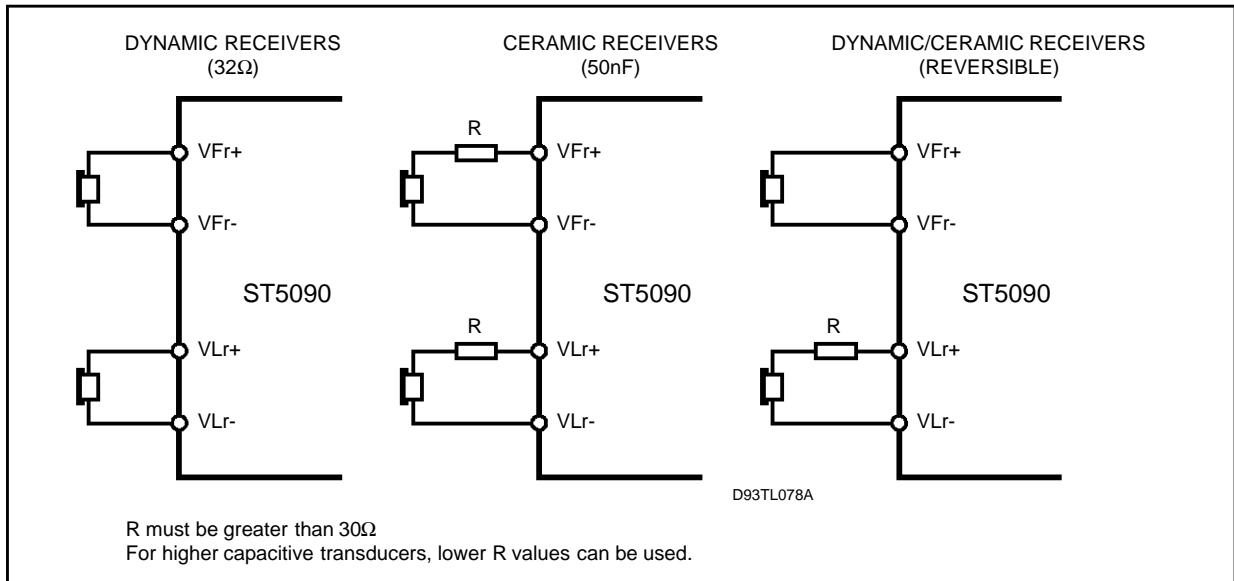 DYNAMIC RECEIVERS
(32Ω)
VFr+
VFr-
ST5090
VLr+
VLr-
CERAMIC RECEIVERS
(50nF)
R
VFr+
VFr-
ST5090
R
VLr+
VLr-
DYNAMIC/CERAMIC RECEIVERS
(REVERSIBLE)
VFr+
VFr-
ST5090
R
VLr+
VLr-
D93TL078A
R must be greater than 30Ω
For higher capacitive transducers, lower R values can be used.